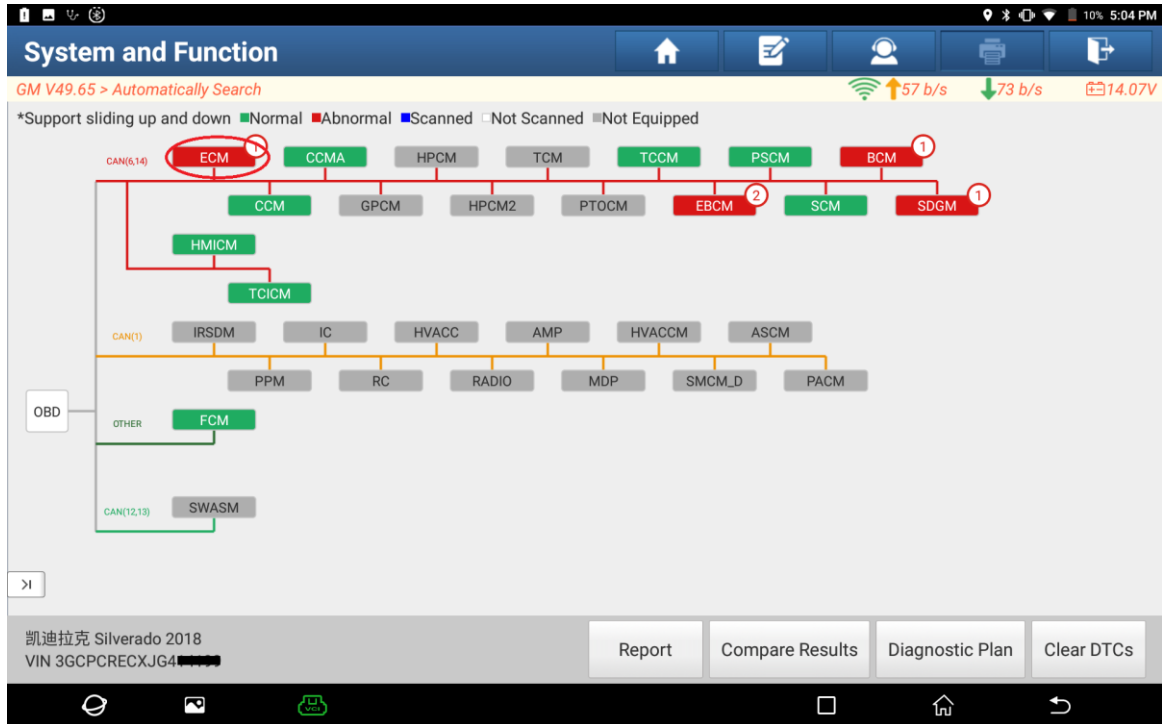 10% 5:04 PM
System and Function
GM V49.65 > Automatically Search 57 b/s 73 b/s 14.07V
*Support sliding up and down Normal Abnormal Scanned Not Scanned Not Equipped
CAN(6,14) ECM 1 CCMA HPCM TCM TCCM PSCM BCM 1
CCM GPCM HPCM2 PTOCM EBCM 2 SCM SDGM 1
HMICM
TCICM
CAN(1) IRSDM IC HVACC AMP HVACCM ASCM
PPM RC RADIO MDP SMCM_D PACM
OBD
OTHER FCM
CAN(12,13) SWASM
凯迪拉克 Silverado 2018
VIN 3GCPCRECXJG4
Report Compare Results Diagnostic Plan Clear DTCs
VCI